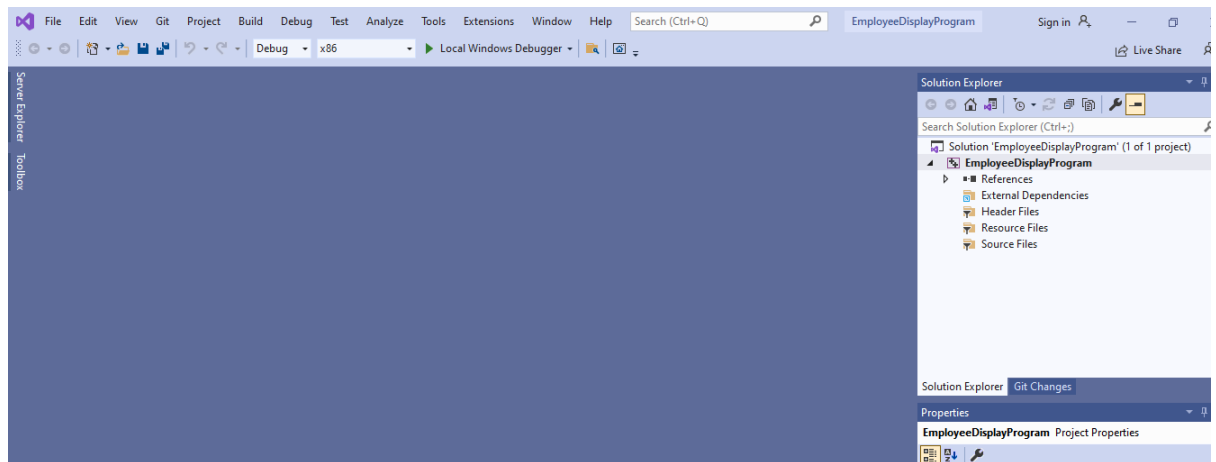 File Edit View Git Project Build Debug Test Analyze Tools Extensions Window Help Search (Ctrl+Q) EmployeeDisplayProgram Sign in
Debug x86 Local Windows Debugger Live Share
Server Explorer
Toolbox
Solution Explorer
Search Solution Explorer (Ctrl+;)
Solution 'EmployeeDisplayProgram' (1 of 1 project)
EmployeeDisplayProgram
References
External Dependencies
Header Files
Resource Files
Source Files
Solution Explorer Git Changes
Properties
EmployeeDisplayProgram Project Properties